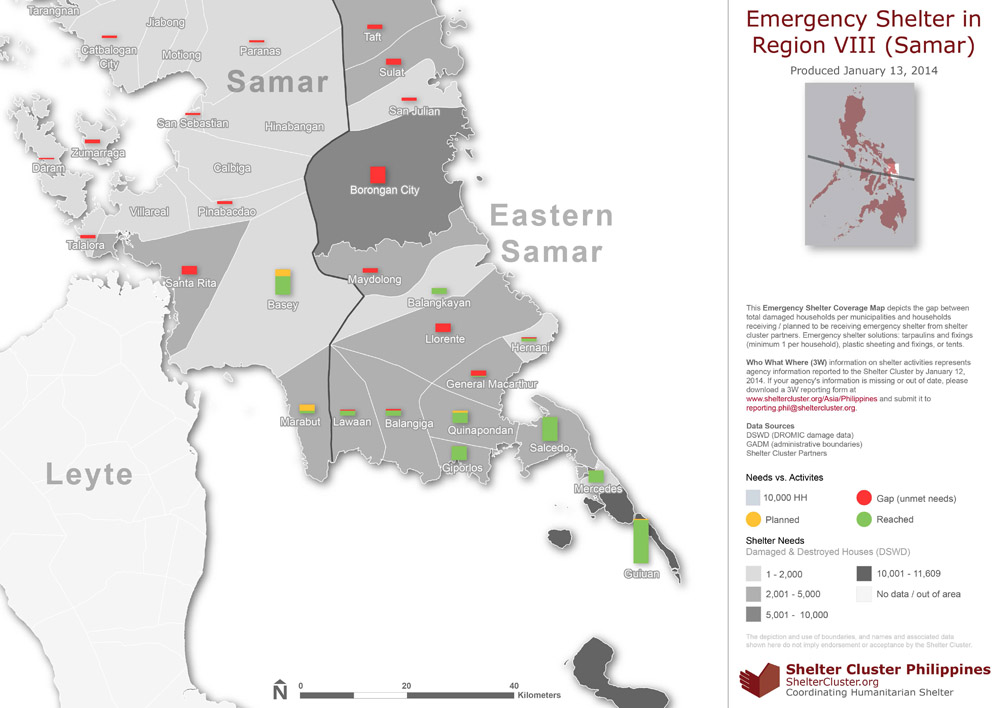 Tarangnan
Jiabong
Catbalogan
City
Motiong
Paranas
Taft
Sulat
Samar
San Julian
San Sebastian
Hinabangan
Zumarraga
Daram
Calbiga
Borongan City
Villareal
Pinabacdao
Eastern
Samar
Talalora
Santa Rita
Basey
Maydolong
Balangkayan
Llorente
Hernani
General Macarthur
Marabut
Lawaan
Balangiga
Quinapondan
Salcedo
Giporlos
Leyte
Mercedes
Guiuan
N
0 20 40
Kilometers
Emergency Shelter in
Region VIII (Samar)
Produced January 13, 2014
This Emergency Shelter Coverage Map depicts the gap between
total damaged households per municipalities and households
receiving / planned to be receiving emergency shelter from shelter
cluster partners. Emergency shelter solutions: tarpaulins and fixings
(minimum 1 per household), plastic sheeting and fixings, or tents.
Who What Where (3W) information on shelter activities represents
agency information reported to the Shelter Cluster by January 12,
2014. If your agency's information is missing or out of date, please
download a 3W reporting form at
www.sheltercluster.org/Asia/Philippines and submit it to
reporting.phil@sheltercluster.org.
Data Sources
DSWD (DROMIC damage data)
GADM (administrative boundaries)
Shelter Cluster Partners
Needs vs. Activites
10,000 HH
Gap (unmet needs)
Planned
Reached
Shelter Needs
Damaged & Destroyed Houses (DSWD)
1 - 2,000
10,001 - 11,609
2,001 - 5,000
No data / out of area
5,001 - 10,000
The depiction and use of boundaries, and names and associated data
shown here do not imply endorsement or acceptance by the Shelter Cluster.
Shelter Cluster Philippines
ShelterCluster.org
Coordinating Humanitarian Shelter